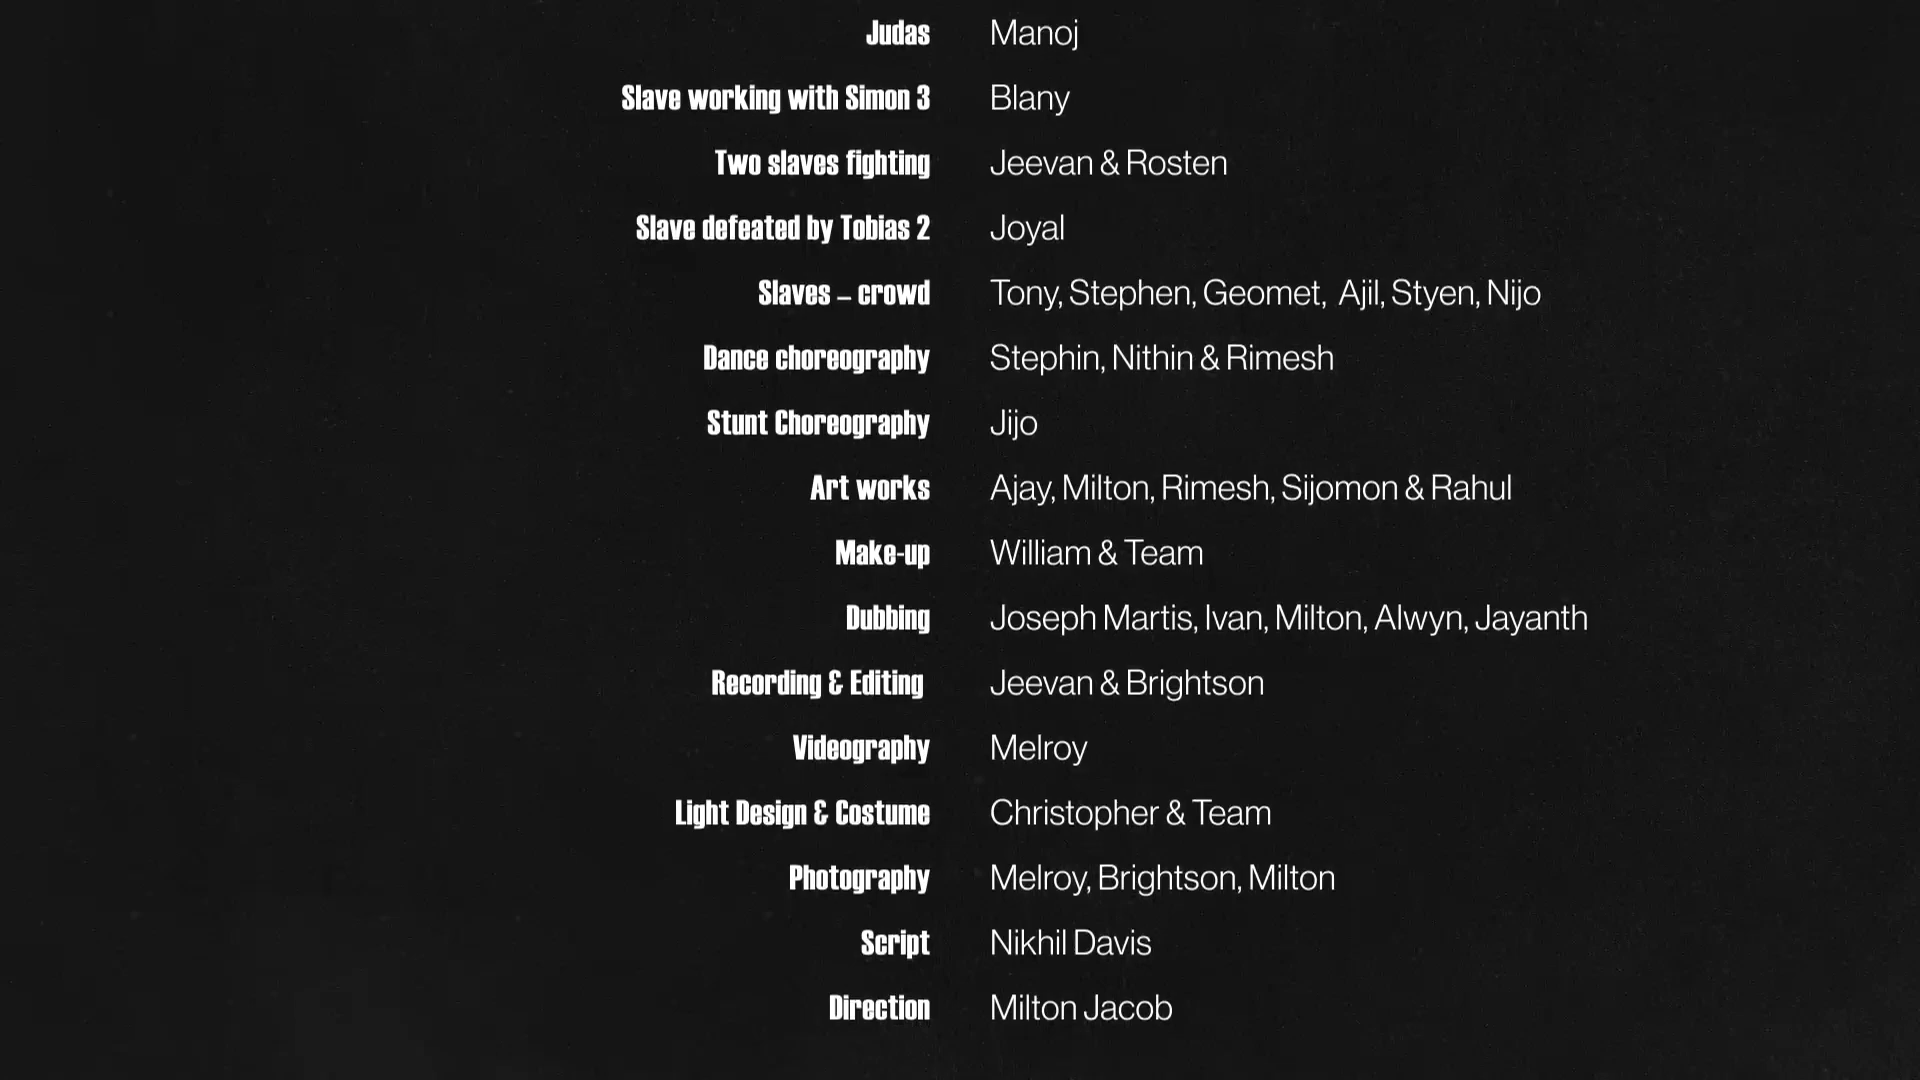 Judas Manoj
Slave working with Simon 3 Blany
Two slaves fighting Jeevan & Rosten
Slave defeated by Tobias 2 Joyal
Slaves – crowd Tony, Stephen, Geomet, Ajil, Styen, Nijo
Dance choreography Stephin, Nithin & Rimesh
Stunt Choreography Jijo
Art works Ajay, Milton, Rimesh, Sijomon & Rahul
Make-up William & Team
Dubbing Joseph Martis, Ivan, Milton, Alwyn, Jayanth
Recording & Editing Jeevan & Brightson
Videography Melroy
Light Design & Costume Christopher & Team
Photography Melroy, Brightson, Milton
Script Nikhil Davis
Direction Milton Jacob